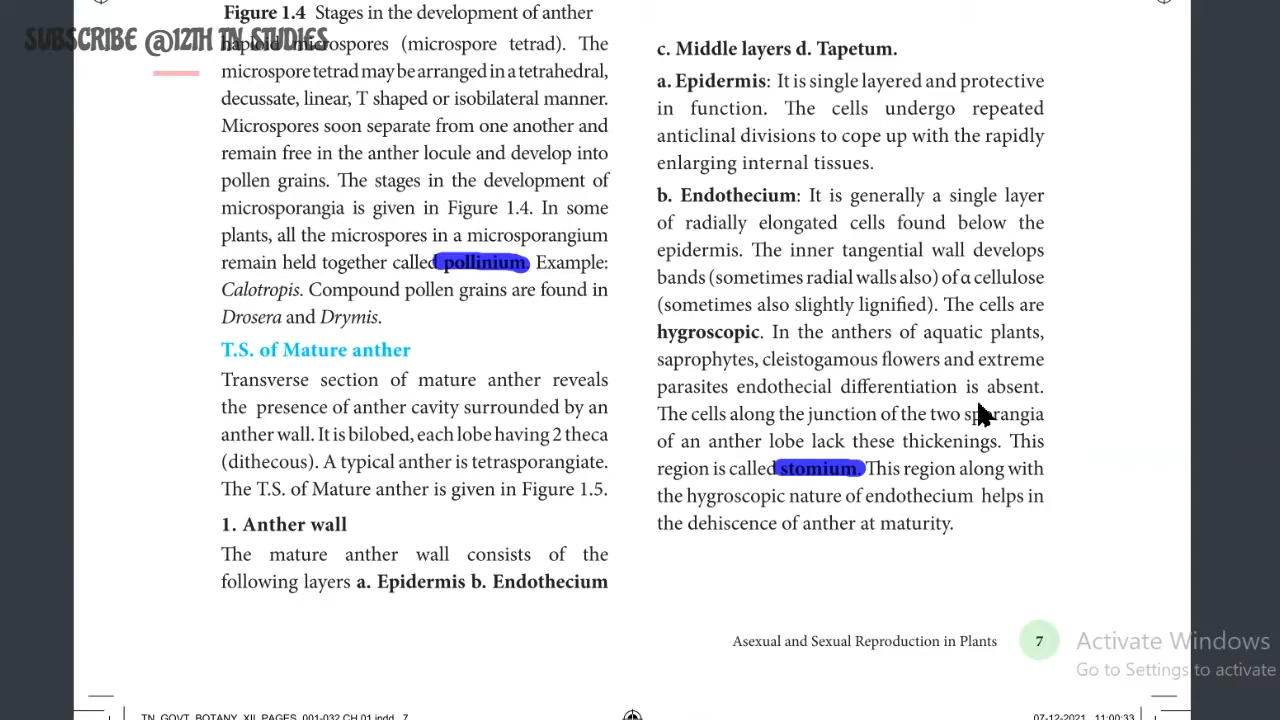 Figure 1.4 Stages in the development of anther
SUBSCRIBE @12TH TN STUDIES
haploid microspores (microspore tetrad). The
microspore tetrad may be arranged in a tetrahedral,
decussate, linear, T shaped or isobilateral manner.
Microspores soon separate from one another and
remain free in the anther locule and develop into
pollen grains. The stages in the development of
microsporangia is given in Figure 1.4. In some
plants, all the microspores in a microsporangium
remain held together called pollinium. Example:
Calotropis. Compound pollen grains are found in
Drosera and Drymis.
T.S. of Mature anther
Transverse section of mature anther reveals
the presence of anther cavity surrounded by an
anther wall. It is bilobed, each lobe having 2 theca
(dithecous). A typical anther is tetrasporangiate.
The T.S. of Mature anther is given in Figure 1.5.
1. Anther wall
The mature anther wall consists of the
following layers a. Epidermis b. Endothecium
c. Middle layers d. Tapetum.
a. Epidermis: It is single layered and protective
in function. The cells undergo repeated
anticlinal divisions to cope up with the rapidly
enlarging internal tissues.
b. Endothecium: It is generally a single layer
of radially elongated cells found below the
epidermis. The inner tangential wall develops
bands (sometimes radial walls also) of α cellulose
(sometimes also slightly lignified). The cells are
hygroscopic. In the anthers of aquatic plants,
saprophytes, cleistogamous flowers and extreme
parasites endothecial differentiation is absent.
The cells along the junction of the two sporangia
of an anther lobe lack these thickenings. This
region is called stomium. This region along with
the hygroscopic nature of endothecium helps in
the dehiscence of anther at maturity.
Asexual and Sexual Reproduction in Plants 7
Activate Windows
Go to Settings to activate
TN_GOVT_BOTANY_XII_PAGES_001-032 CH 01.indd 7
07-12-2021 11:00:33